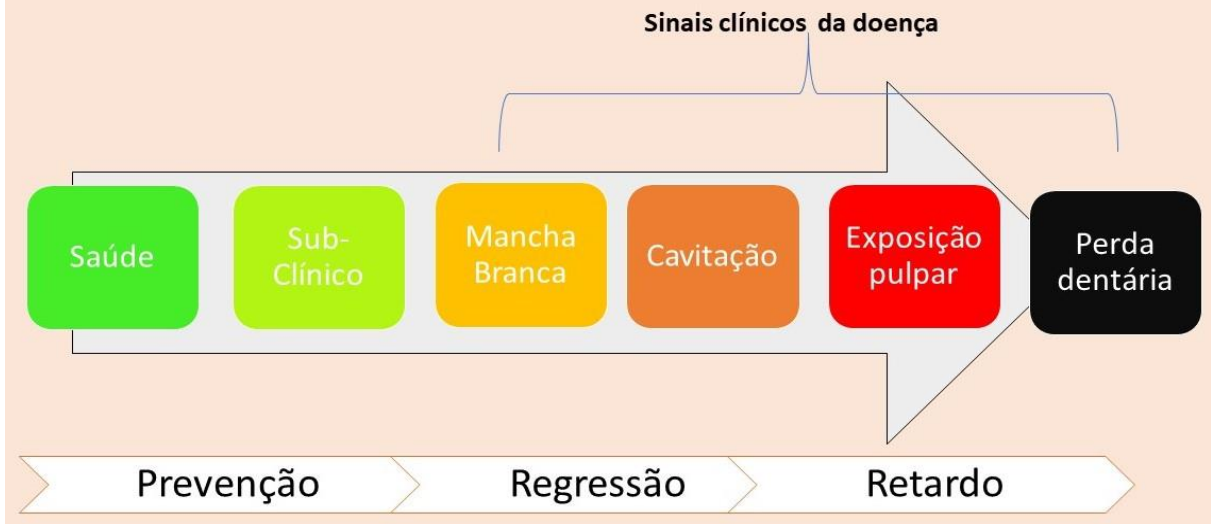 Sinais clínicos da doença
Saúde
Sub-
Clínico
Mancha
Branca
Cavitação
Exposição
pulpar
Perda
dentária
Prevenção
Regressão
Retardo